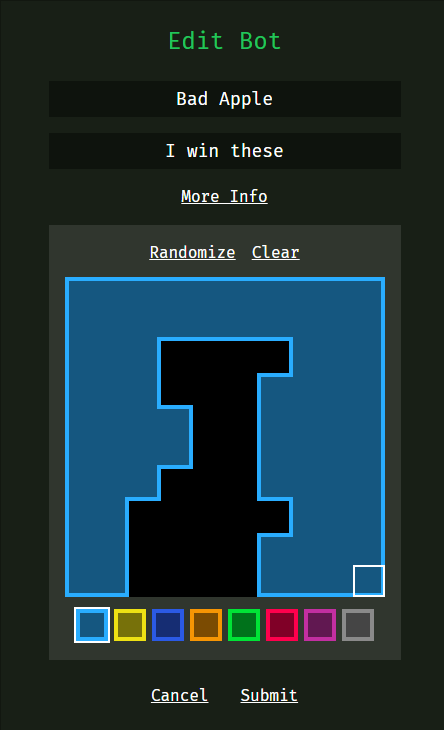 Edit Bot
Bad Apple
I win these
More Info
Randomize Clear
Cancel Submit